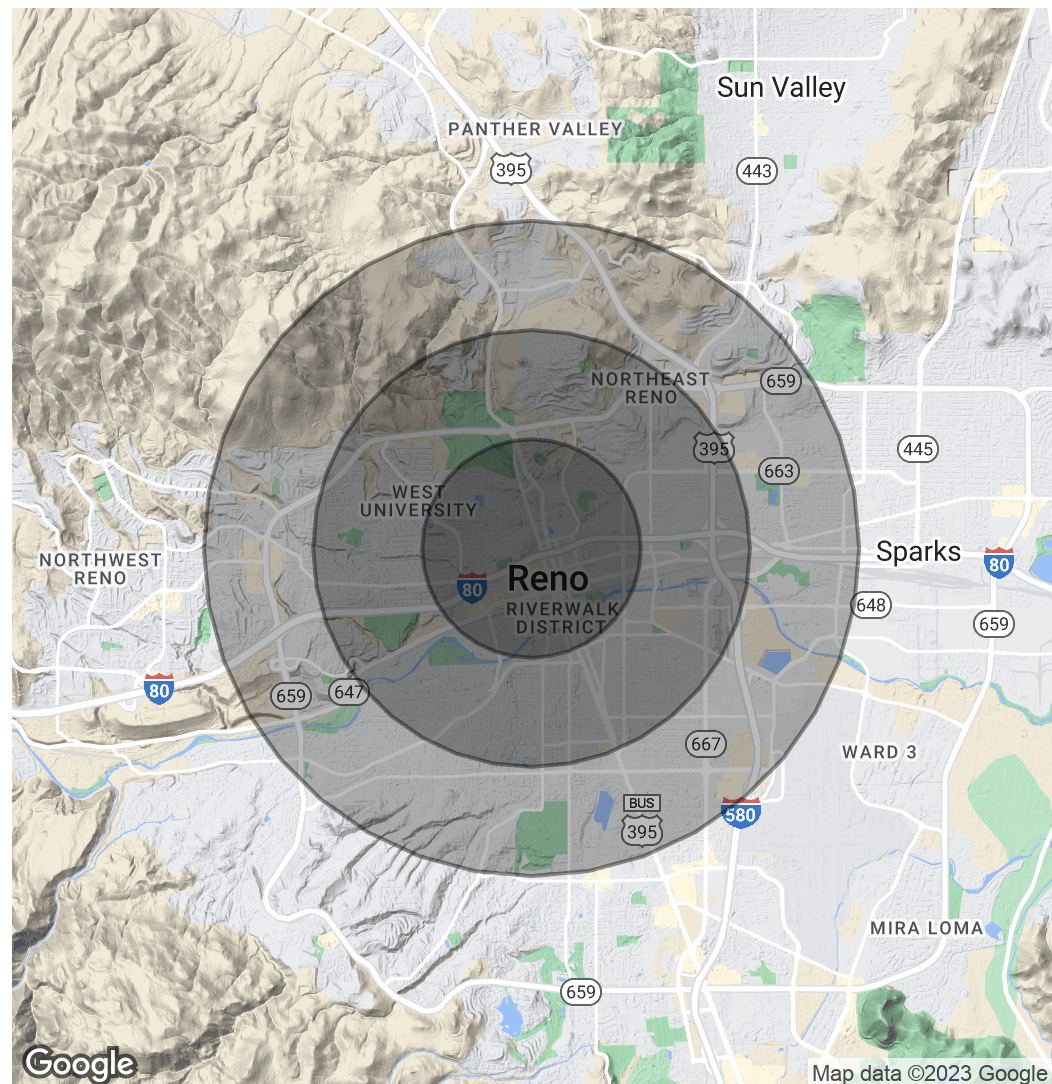 Sun Valley
PANTHER VALLEY
395
443
NORTHEAST
RENO
659
395
445
663
WEST
UNIVERSITY
NORTHWEST
RENO
Sparks
80
Reno
80
RIVERWALK
DISTRICT
648
659
80
659
647
667
WARD 3
BUS
395
580
MIRA LOMA
659
Google
Map data ©2023 Google